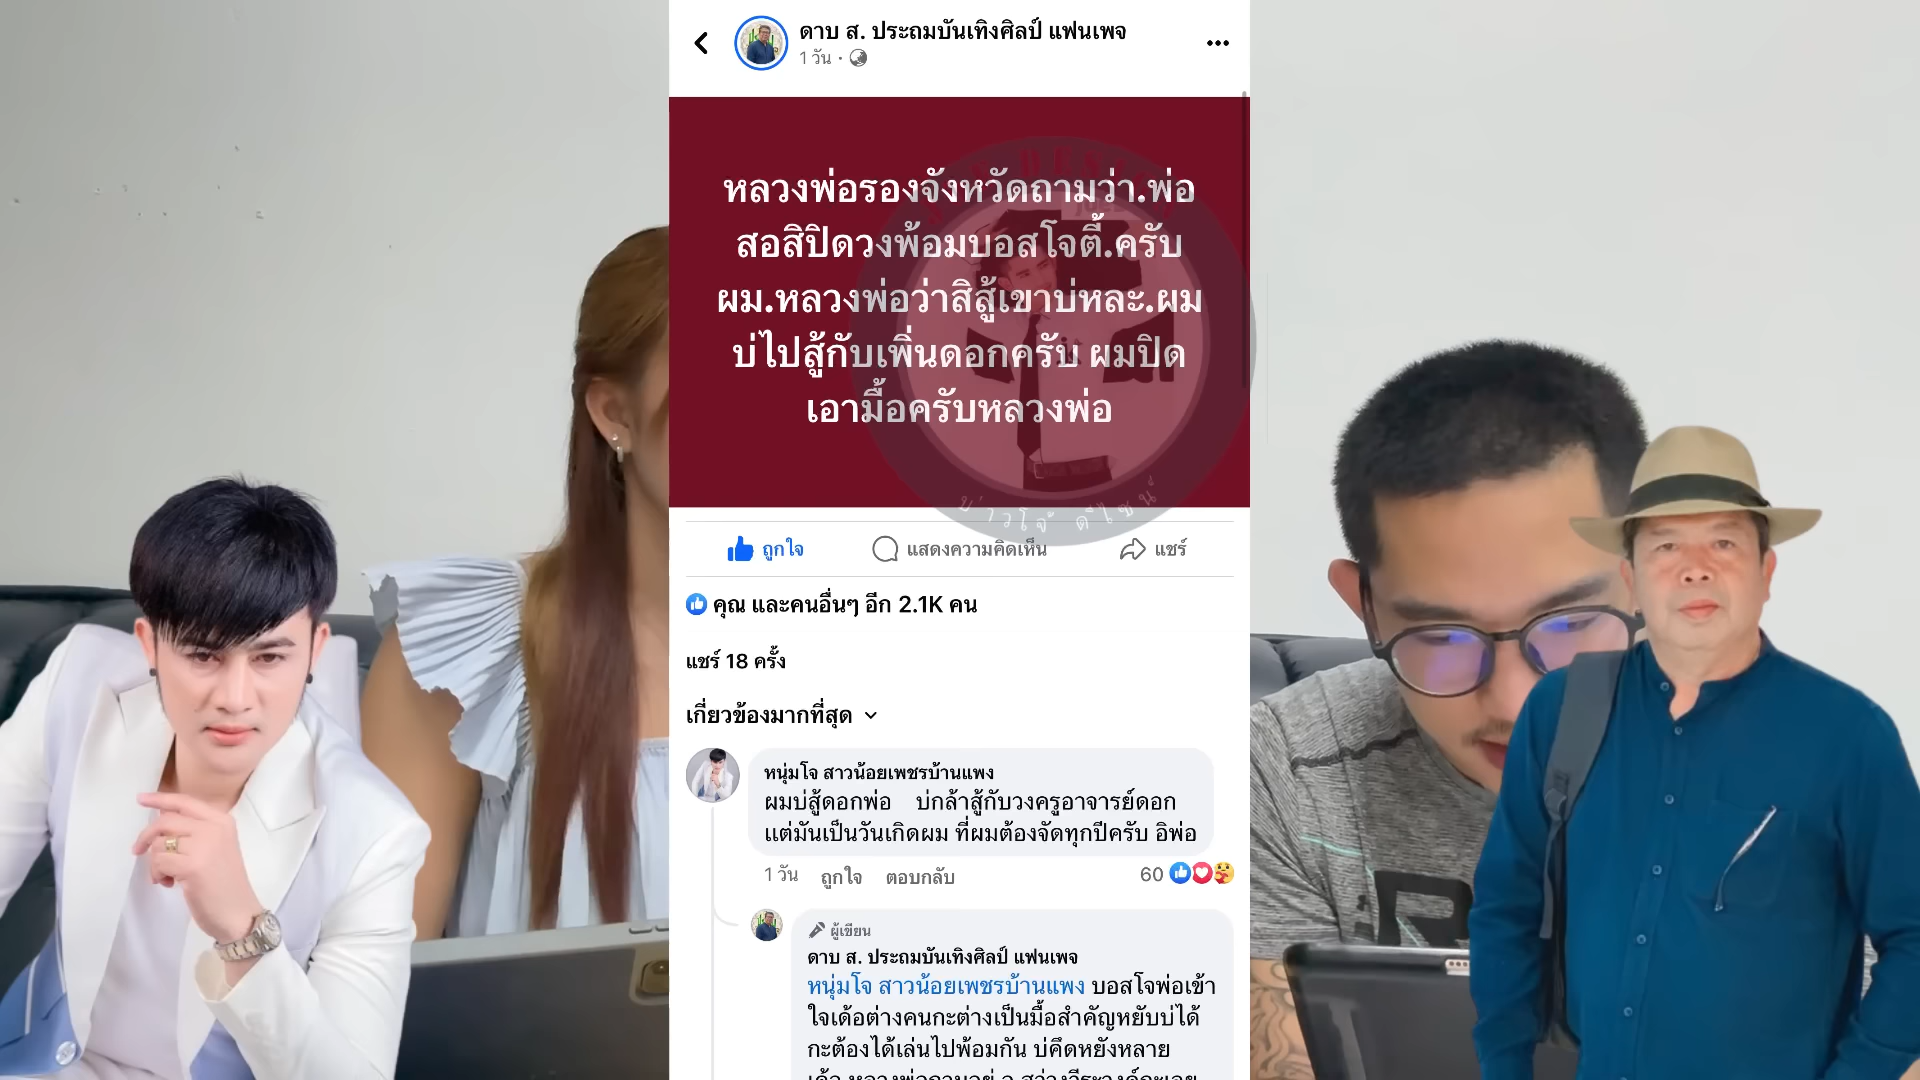 ดาบ ส. ประถมบันเทิงศิลป์ แฟนเพจ
1 วัน ·
หลวงพ่อรองจังหวัดถามว่า.พ่อ
สอสิปิดวงพ้อมบอสโจตี้.ครับ
ผม.หลวงพ่อว่าสิสู้เขาบ่หละ.ผม
บ่ไปสู้กับเพิ่นดอกครับ ผมปิด
เอามื้อครับหลวงพ่อ
บ่าวโจ้ ดีไซน์
ถูกใจ แสดงความคิดเห็น แชร์
คุณ และคนอื่นๆ อีก 2.1K คน
แชร์ 18 ครั้ง
เกี่ยวข้องมากที่สุด
หนุ่มโจ สาวน้อยเพชรบ้านแพง
ผมบ่สู้ดอกพ่อ บ่กล้าสู้กับวงครูอาจารย์ดอก
แต่มันเป็นวันเกิดผม ที่ผมต้องจัดทุกปีครับ อิพ่อ
1 วัน ถูกใจ ตอบกลับ 60
ผู้เขียน
ดาบ ส. ประถมบันเทิงศิลป์ แฟนเพจ
หนุ่มโจ สาวน้อยเพชรบ้านแพง บอสโจพ่อเข้า
ใจเด้อต่างคนกะต่างเป็นมื้อสำคัญหยับบ่ได้
กะต้องได้เล่นไปพ้อมกัน บ่คึดหยังหลาย